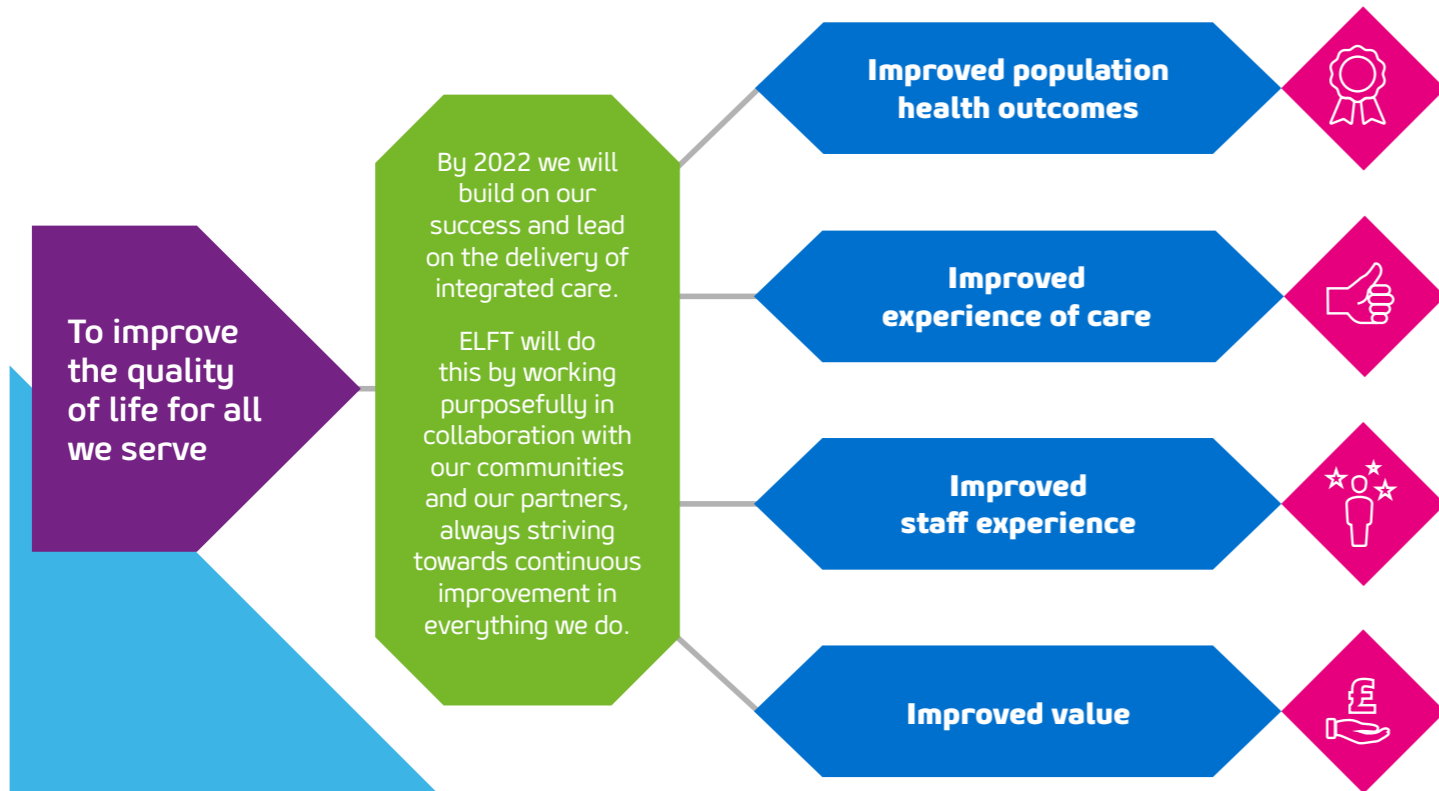 To improve
the quality
of life for all
we serve
By 2022 we will
build on our
success and lead
on the delivery of
integrated care.
ELFT will do
this by working
purposefully in
collaboration with
our communities
and our partners,
always striving
towards continuous
improvement in
everything we do.
Improved population
health outcomes
Improved
experience of care
Improved
staff experience
Improved value
£